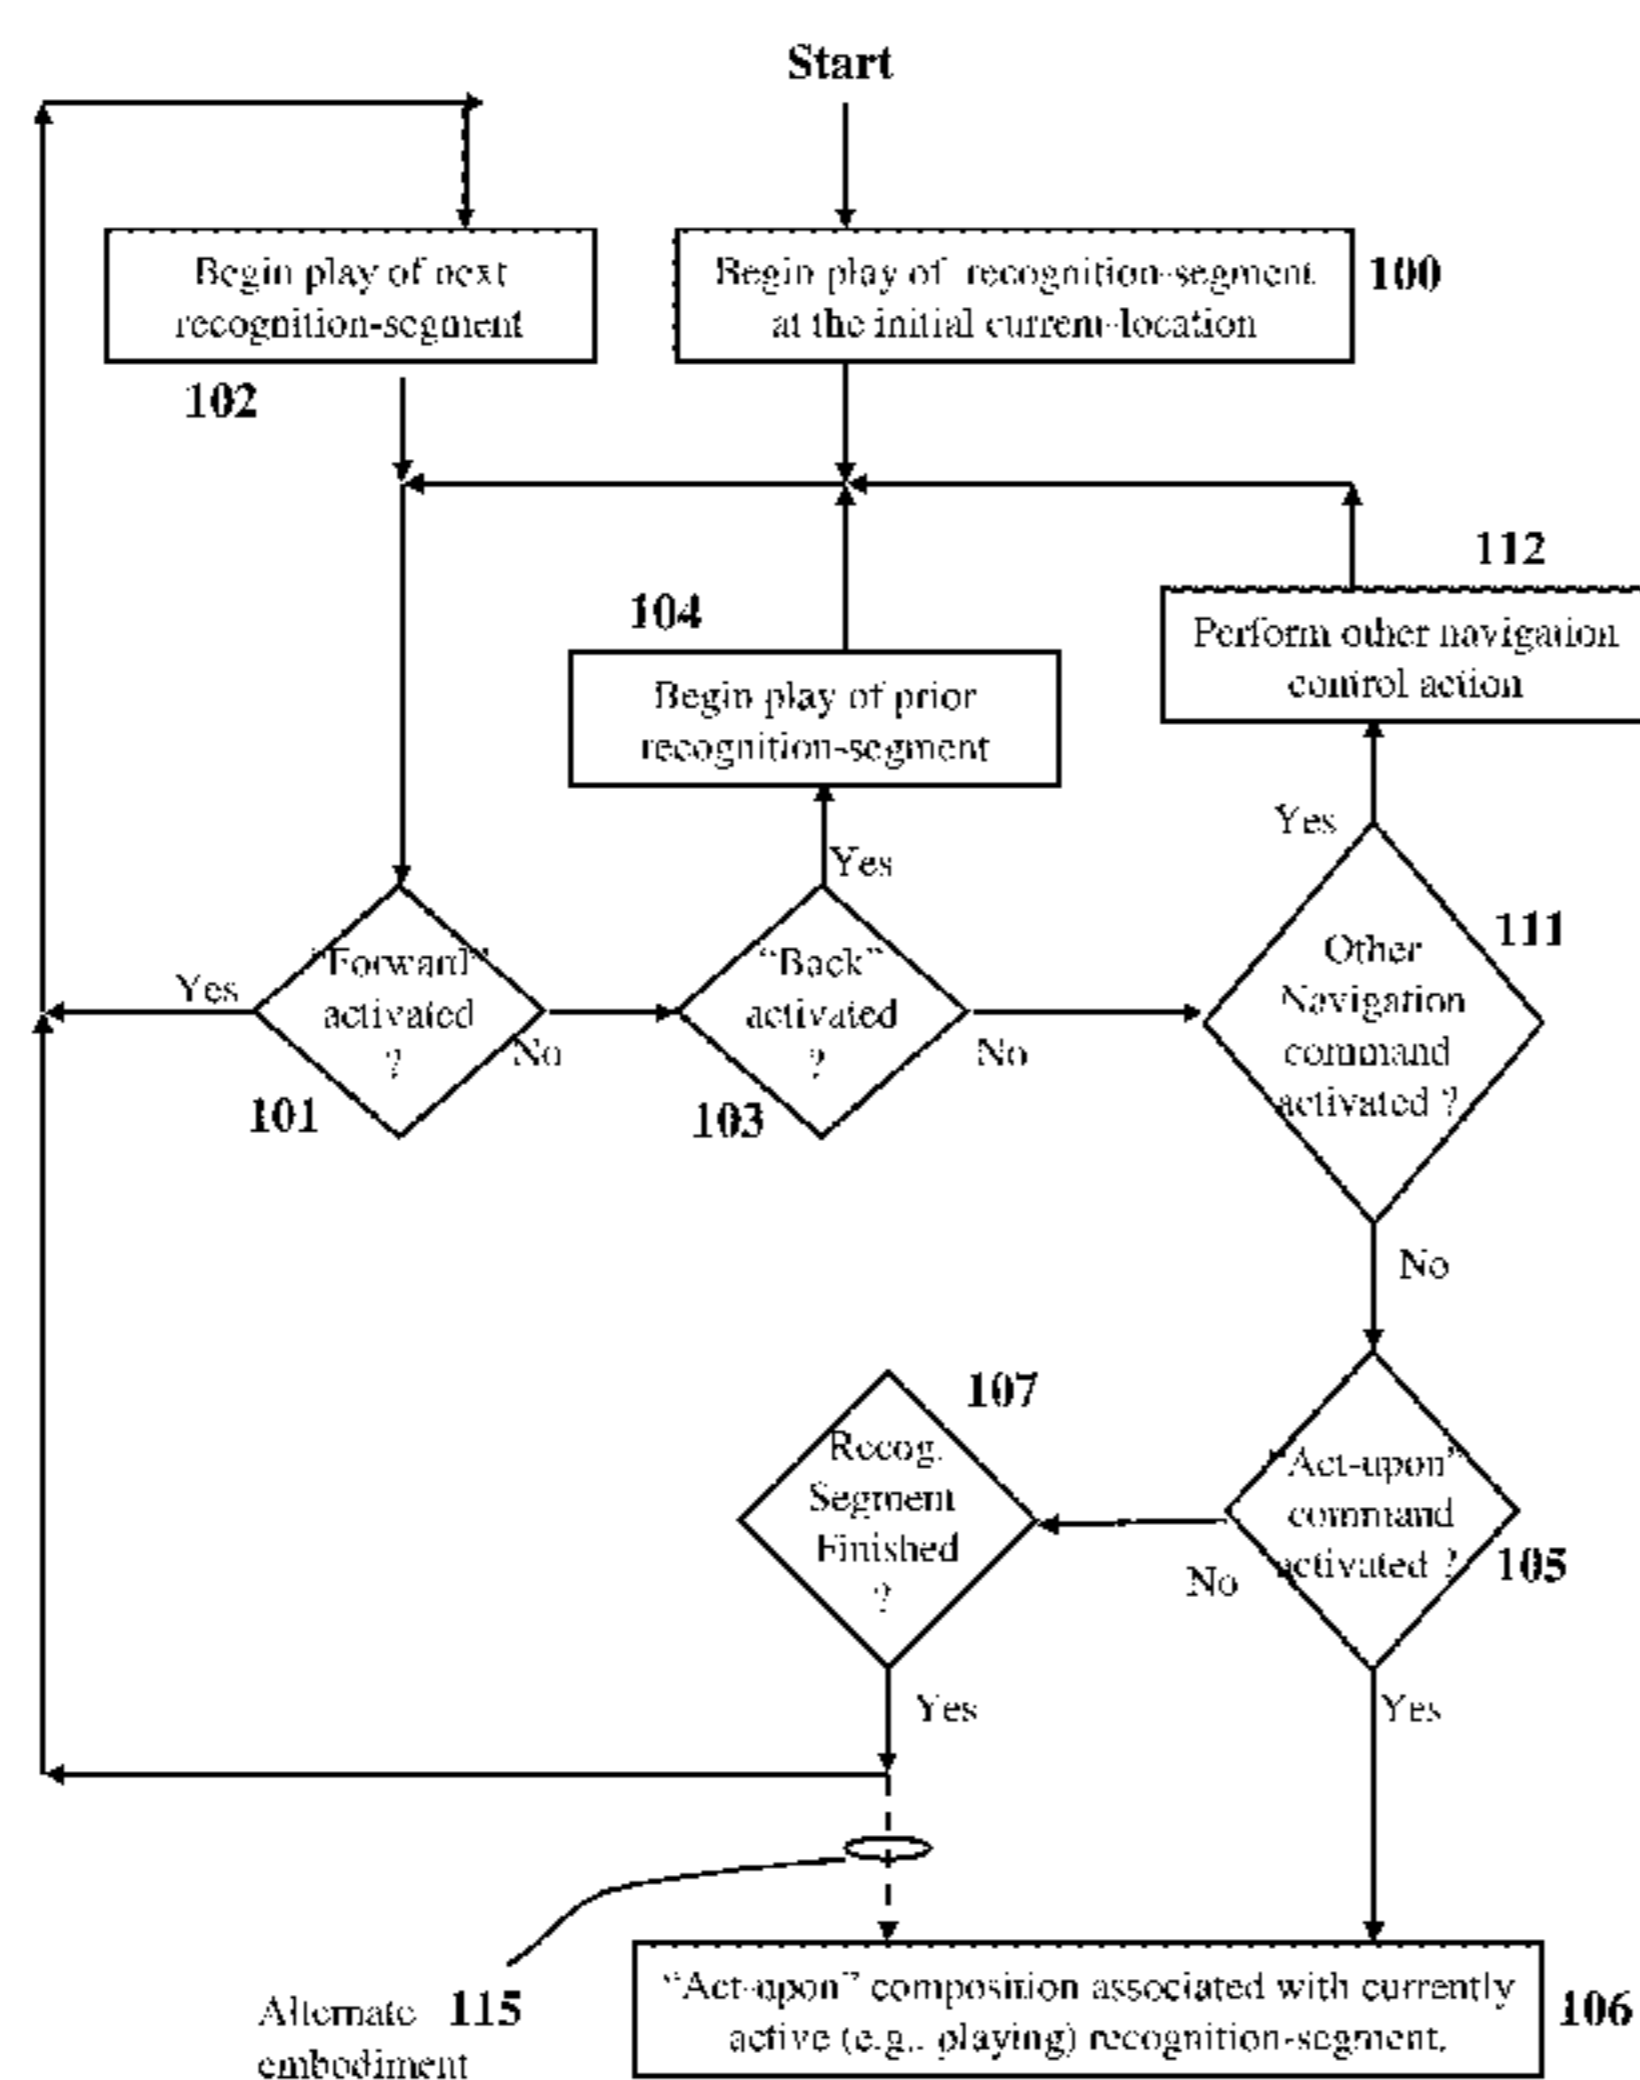 Start
Begin play of next
recognition-segment
102
Begin play of recognition-segment
at the initial current-location
100
112
Perform other navigation
control action
104
Begin play of prior
recognition-segment
Yes
Yes
"Forward"
activated
?
Yes
No
101
"Back"
activated
?
No
103
Other
Navigation
command
activated ?
111
No
107
Recog.
Segment
Finished
?
"Act-upon"
command
activated ?
105
No
Yes
Yes
Alternate 115
embodiment
"Act-upon" composition associated with currently
active (e.g., playing) recognition-segment.
106